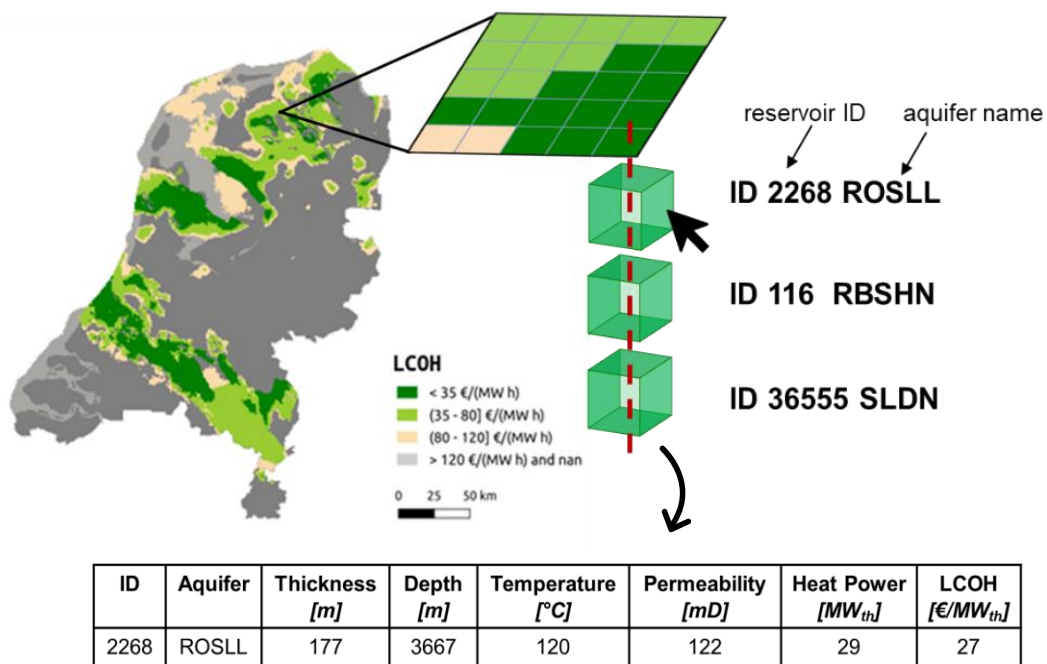 reservoir ID
aquifer name
ID 2268 ROSLL
ID 116 RBSHN
ID 36555 SLDN
LCOH
< 35 €/(MW h)
(35 - 80] €/(MW h)
(80 - 120] €/(MW h)
> 120 €/(MW h) and nan
0 25 50 km
ID Aquifer Thickness Depth Temperature Permeability Heat Power LCOH
[m] [m] [°C] [mD] [MWth] [€/MWth]
2268 ROSLL 177 3667 120 122 29 27